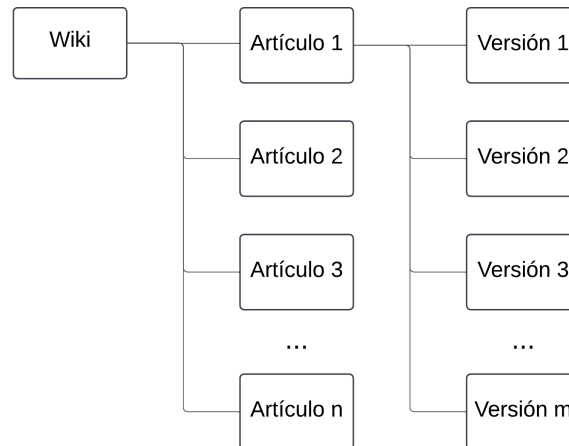 Wiki
Artículo 1
Versión 1
Artículo 2
Versión 2
Artículo 3
Versión 3
...
...
Artículo n
Versión m